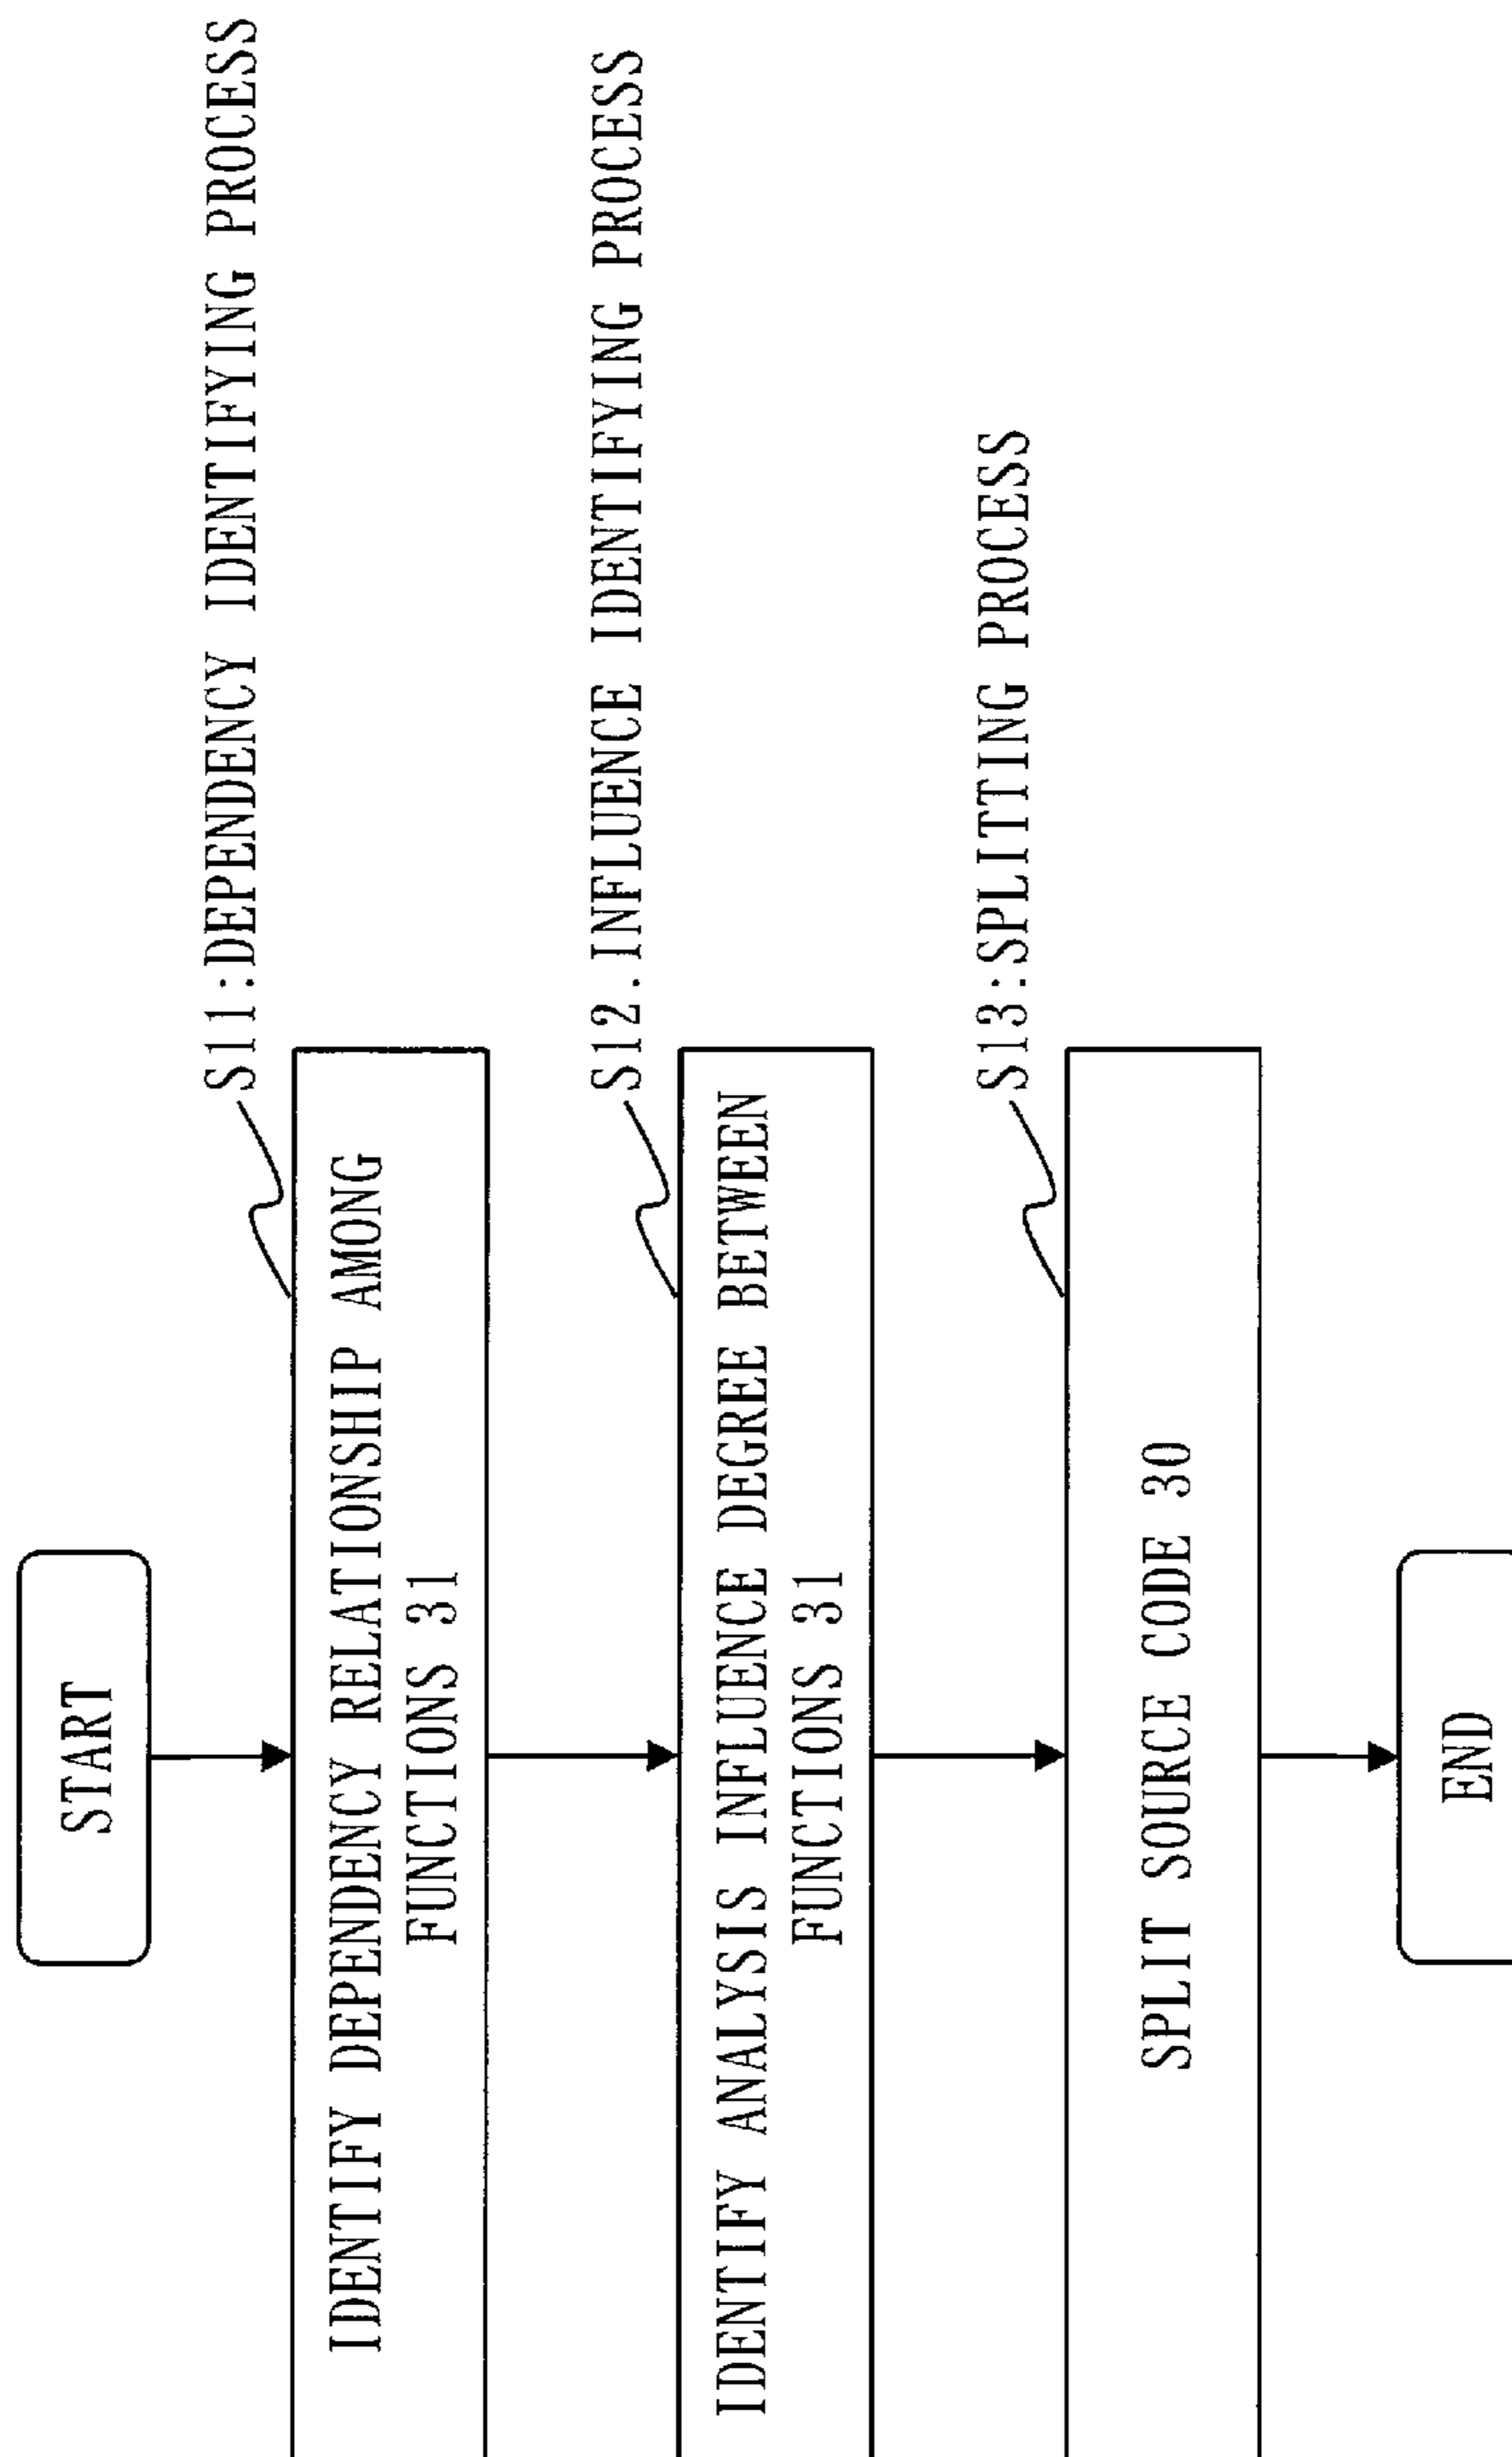 START
S11:DEPENDENCY IDENTIFYING PROCESS
IDENTIFY DEPENDENCY RELATIONSHIP AMONG
FUNCTIONS 31
S12.INFLUENCE IDENTIFYING PROCESS
IDENTIFY ANALYSIS INFLUENCE DEGREE BETWEEN
FUNCTIONS 31
S13:SPLITTING PROCESS
SPLIT SOURCE CODE 30
END